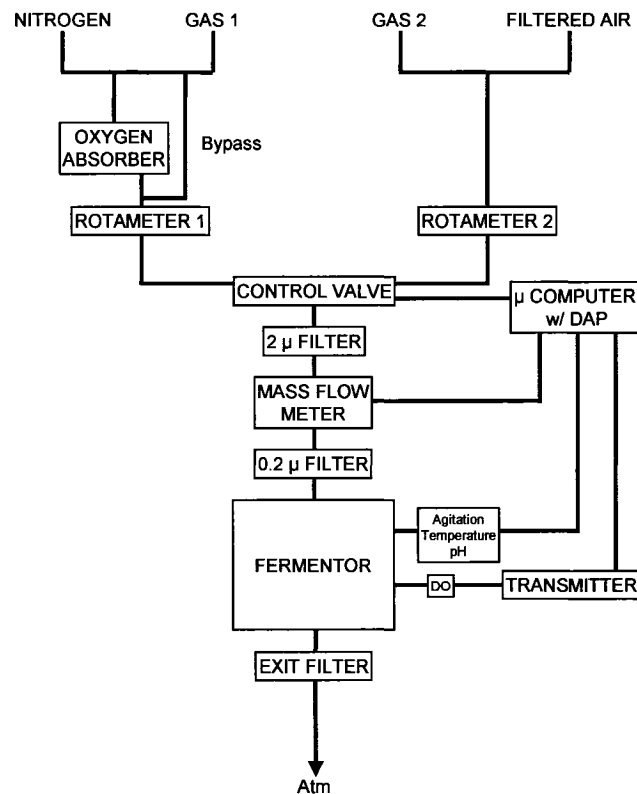 NITROGEN
GAS 1
GAS 2
FILTERED AIR
OXYGEN
ABSORBER
Bypass
ROTAMETER 1
ROTAMETER 2
CONTROL VALVE
μ COMPUTER
w/ DAP
2 μ FILTER
MASS FLOW
METER
0.2 μ FILTER
FERMENTOR
Agitation
Temperature
pH
DO
TRANSMITTER
EXIT FILTER
Atm